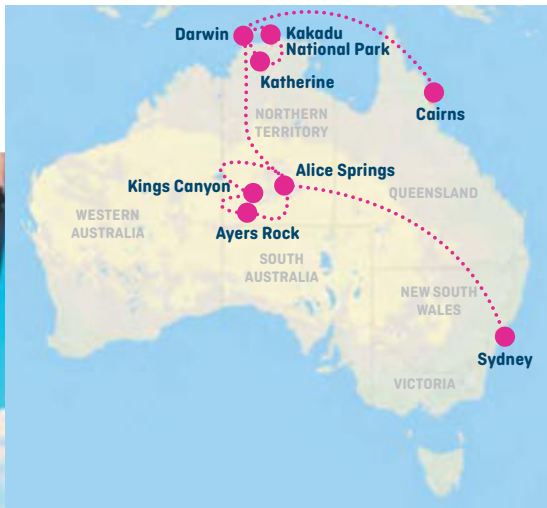 Darwin
Kakadu
National Park
Katherine
Cairns
NORTHERN
TERRITORY
Alice Springs
Kings Canyon
QUEENSLAND
WESTERN
AUSTRALIA
Ayers Rock
SOUTH
AUSTRALIA
NEW SOUTH
WALES
Sydney
VICTORIA